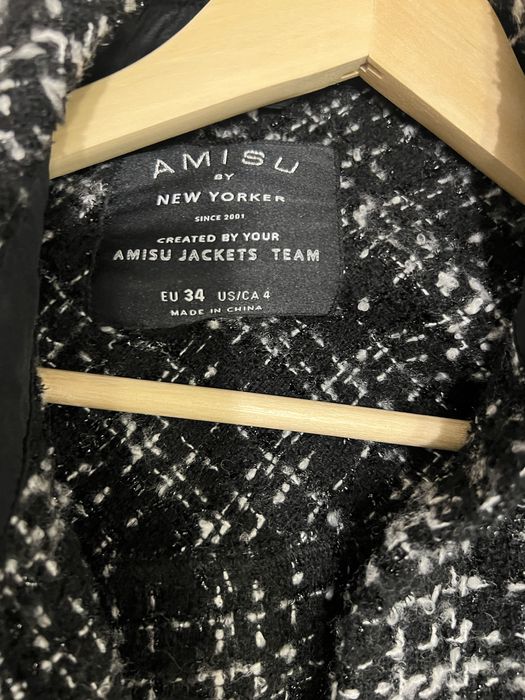 AMISU
BY
NEW YORKER
SINCE 2001
CREATED BY YOUR
AMISU JACKETS TEAM
EU 34 US/CA 4
MADE IN CHINA